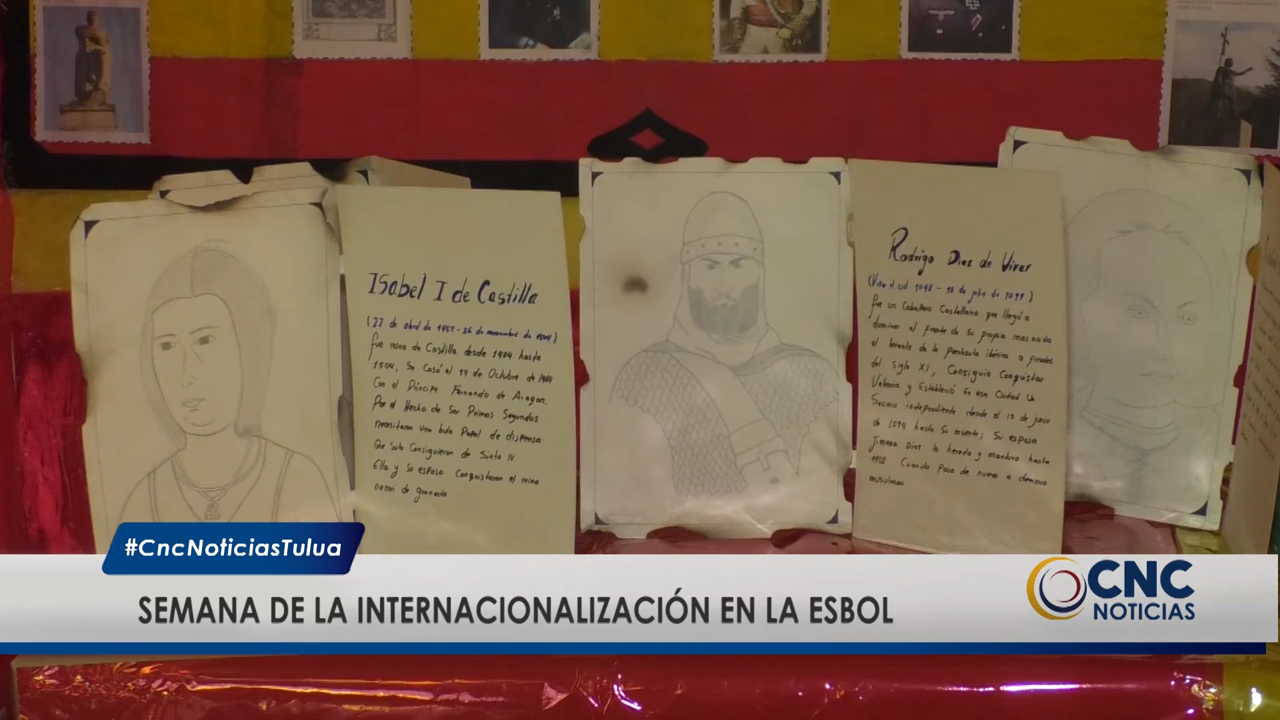 Isabel I de Castilla
(22 de abril de 1451 - 26 de noviembre de 1504)
fue reina de Castilla desde 1474 hasta
1504, Se Casó al 19 de Octubre de 1469
Con el Príncipe Fernando de Aragon.
Por el Hecho de Ser Primos Segundos
necesitaron una bula Papal de dispensa
Que solo Consiguieron de Sixto IV
Ella y Su esposo Conquistaron el reino
nazarí de granada
Rodrigo Diaz de Vivar
fue un Caballero Castellano que llegó a
dominar al frente de Su propia mesnada
el levante de la Península ibérica a finales
del Siglo XI, Consiguio Conquistar
Valencia y Estableció En esa Ciudad Un
Señorio independiente desde el 15 de junio
de 1094 hasta Su muerte; Su esposa
Jimena Diaz lo heredó y mantuvo hasta
1102 Cuando Paso de nuevo a dominio
musulman
#CncNoticiasTulua
SEMANA DE LA INTERNACIONALIZACIÓN EN LA ESBOL
CNC
NOTICIAS